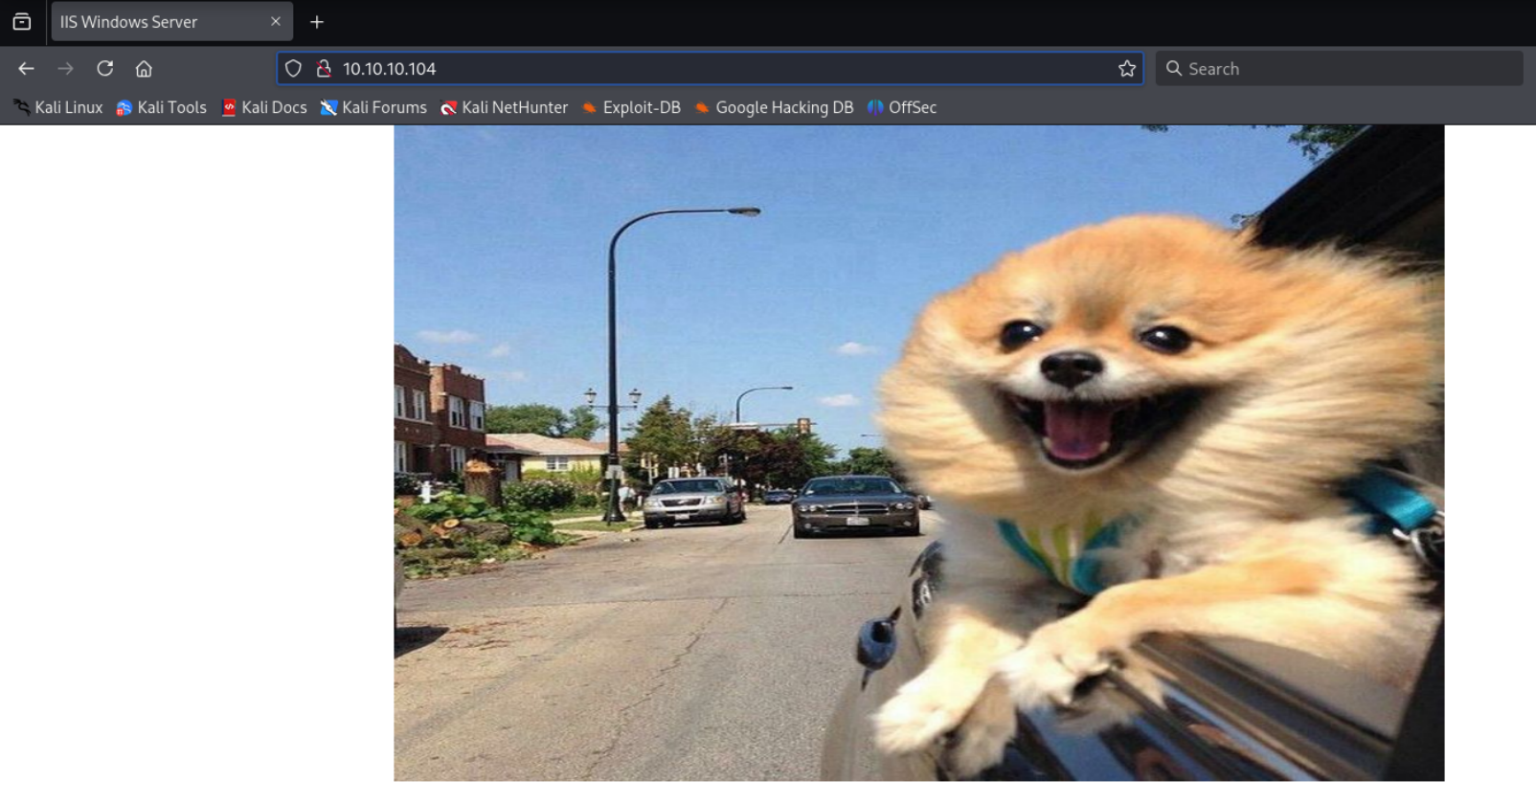 IIS Windows Server
10.10.10.104
Search
Kali Linux Kali Tools Kali Docs Kali Forums Kali NetHunter Exploit-DB Google Hacking DB OffSec